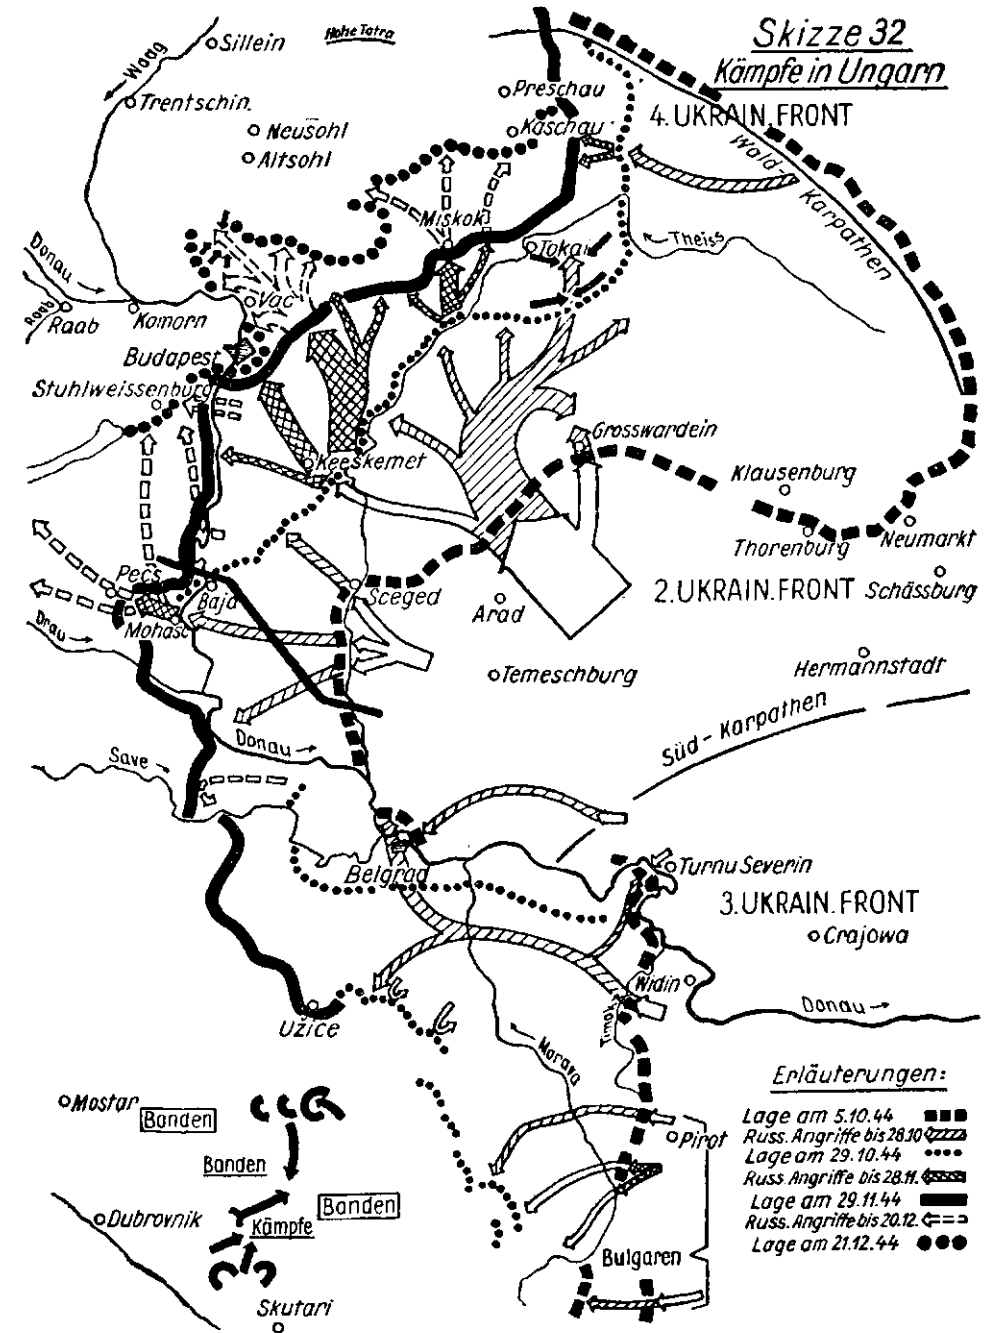 Skizze 32
Kämpfe in Ungarn
Hohe Tatra
Sillein
Waag
Trentschin.
Neusohl
Altsohl
Preschau
Kaschau
4. UKRAIN. FRONT
Wald-Karpathen
Miskok
Tokai
Theiss
Donau
Raab
Raab
Komorn
Vac
Budapest
Stuhlweissenburg
Keeskemet
Grosswardein
Klausenburg
Thorenburg
Neumarkt
2. UKRAIN. FRONT
Schässburg
Pecs
Baja
Mohasc
Drau
Sceged
Arad
Temeschburg
Hermannstadt
Süd-Karpathen
Donau
Save
Belgrad
Turnu Severin
3. UKRAIN. FRONT
Crajowa
Widin
Timok
Donau
Užice
Morava
Mostar
Banden
Banden
Banden
Dubrovnik
Kämpfe
Skutari
Pirot
Bulgaren
Erläuterungen:
Lage am 5.10.44
Russ. Angriffe bis 28.10
Lage am 29.10.44
Russ. Angriffe bis 28.11.
Lage am 29.11.44
Russ. Angriffe bis 20.12.
Lage am 21.12.44